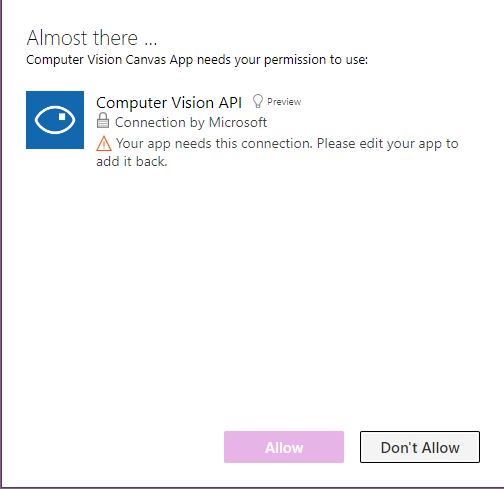 Almost there ...
Computer Vision Canvas App needs your permission to use:
Computer Vision API Preview
Connection by Microsoft
Your app needs this connection. Please edit your app to
add it back.
Allow Don't Allow